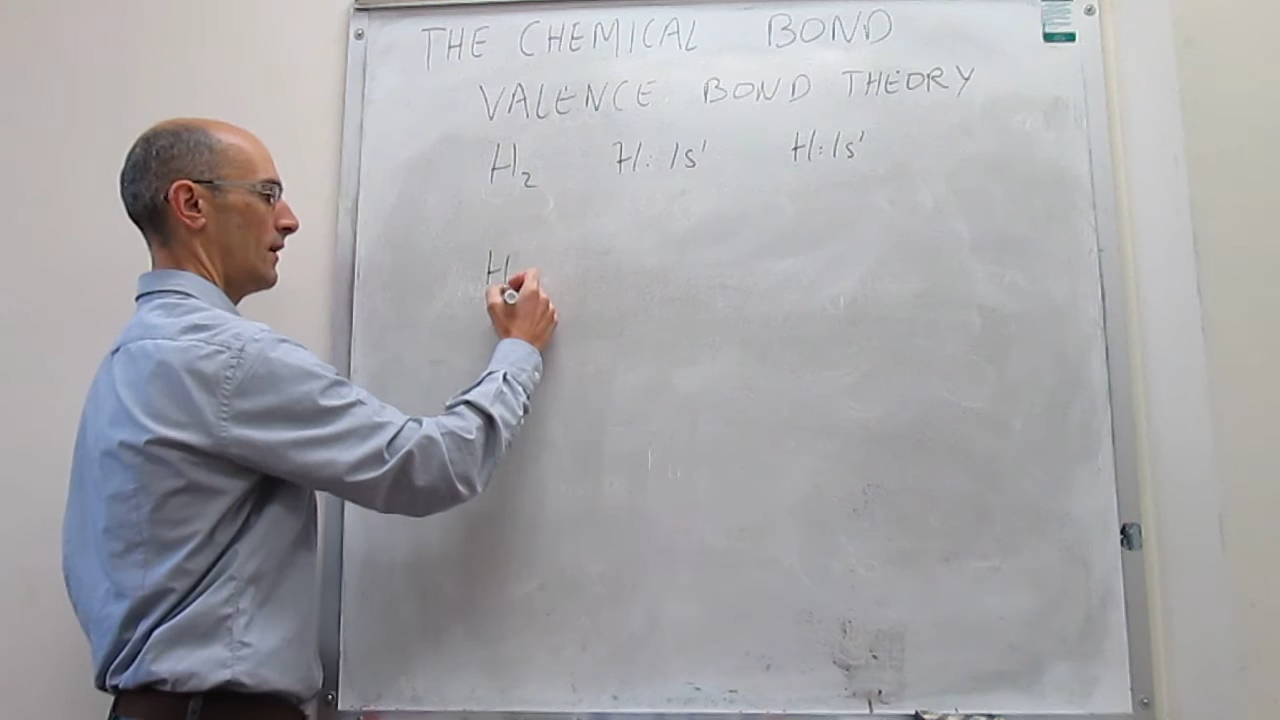 THE CHEMICAL BOND
VALENCE BOND THEORY
H₂ H: 1s¹ H: 1s¹
H